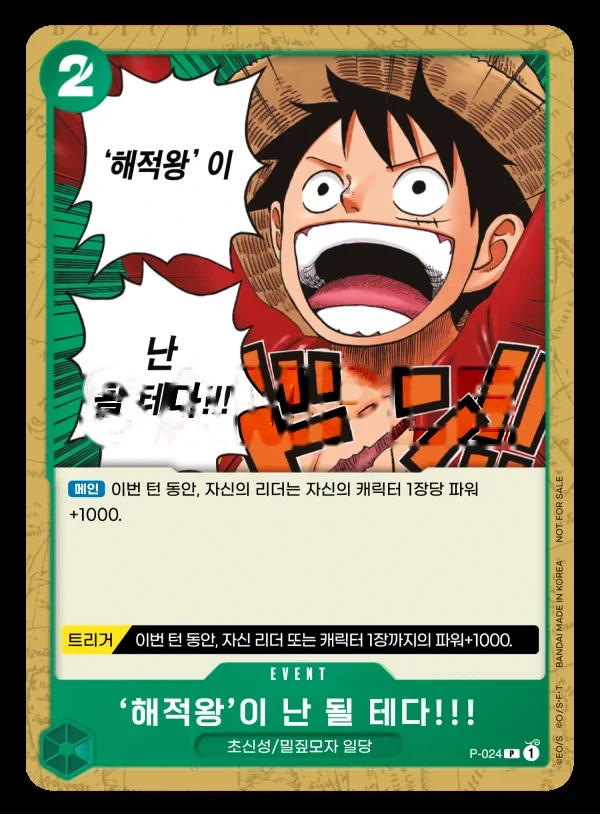 2
‘해적왕’ 이
난
될 테다!!!
SAMPLE
메인 이번 턴 동안, 자신의 리더는 자신의 캐릭터 1장당 파워
+1000.
트리거 이번 턴 동안, 자신 리더 또는 캐릭터 1장까지의 파워+1000.
EVENT
‘해적왕’이 난 될 테다!!!
초신성/밀짚모자 일당
P-024 P 1
©E.O/S ©O/S·F·T BANDAI MADE IN KOREA NOT FOR SALE